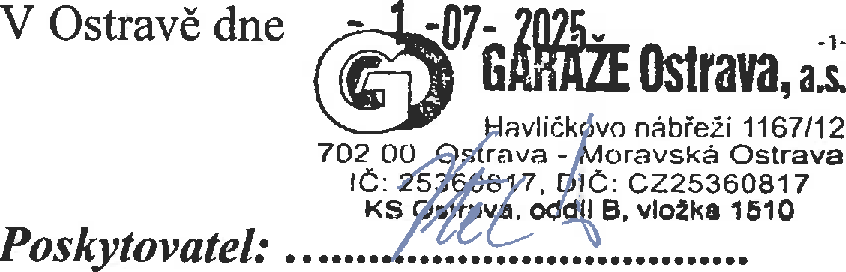 V Ostravě dne - 1 -07- 2025
-1-
GARÁŽE Ostrava, a.s.
Havlíčkovo nábřeží 1167/12
702 00 Ostrava - Moravská Ostrava
IČ: 25360817, DIČ: CZ25360817
KS Ostrava, oddíl B, vložka 1510
Poskytovatel: ......................................